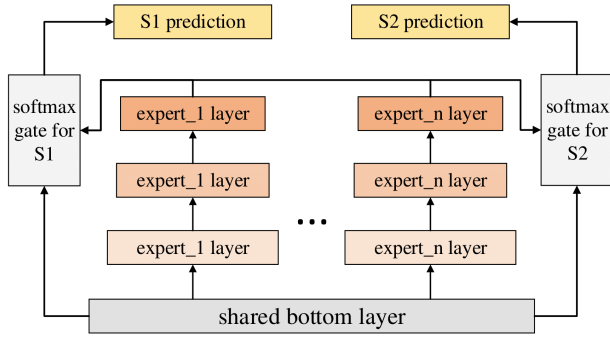 S1 prediction
S2 prediction
softmax
gate for
S1
expert_1 layer
expert_n layer
softmax
gate for
S2
expert_1 layer
expert_n layer
...
expert_1 layer
expert_n layer
shared bottom layer